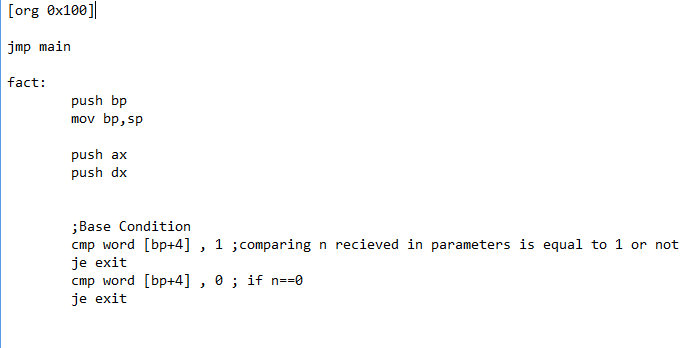 [org 0x100]
jmp main
fact:
push bp
mov bp,sp
push ax
push dx
;Base Condition
cmp word [bp+4] , 1 ;comparing n recieved in parameters is equal to 1 or not
je exit
cmp word [bp+4] , 0 ; if n==0
je exit